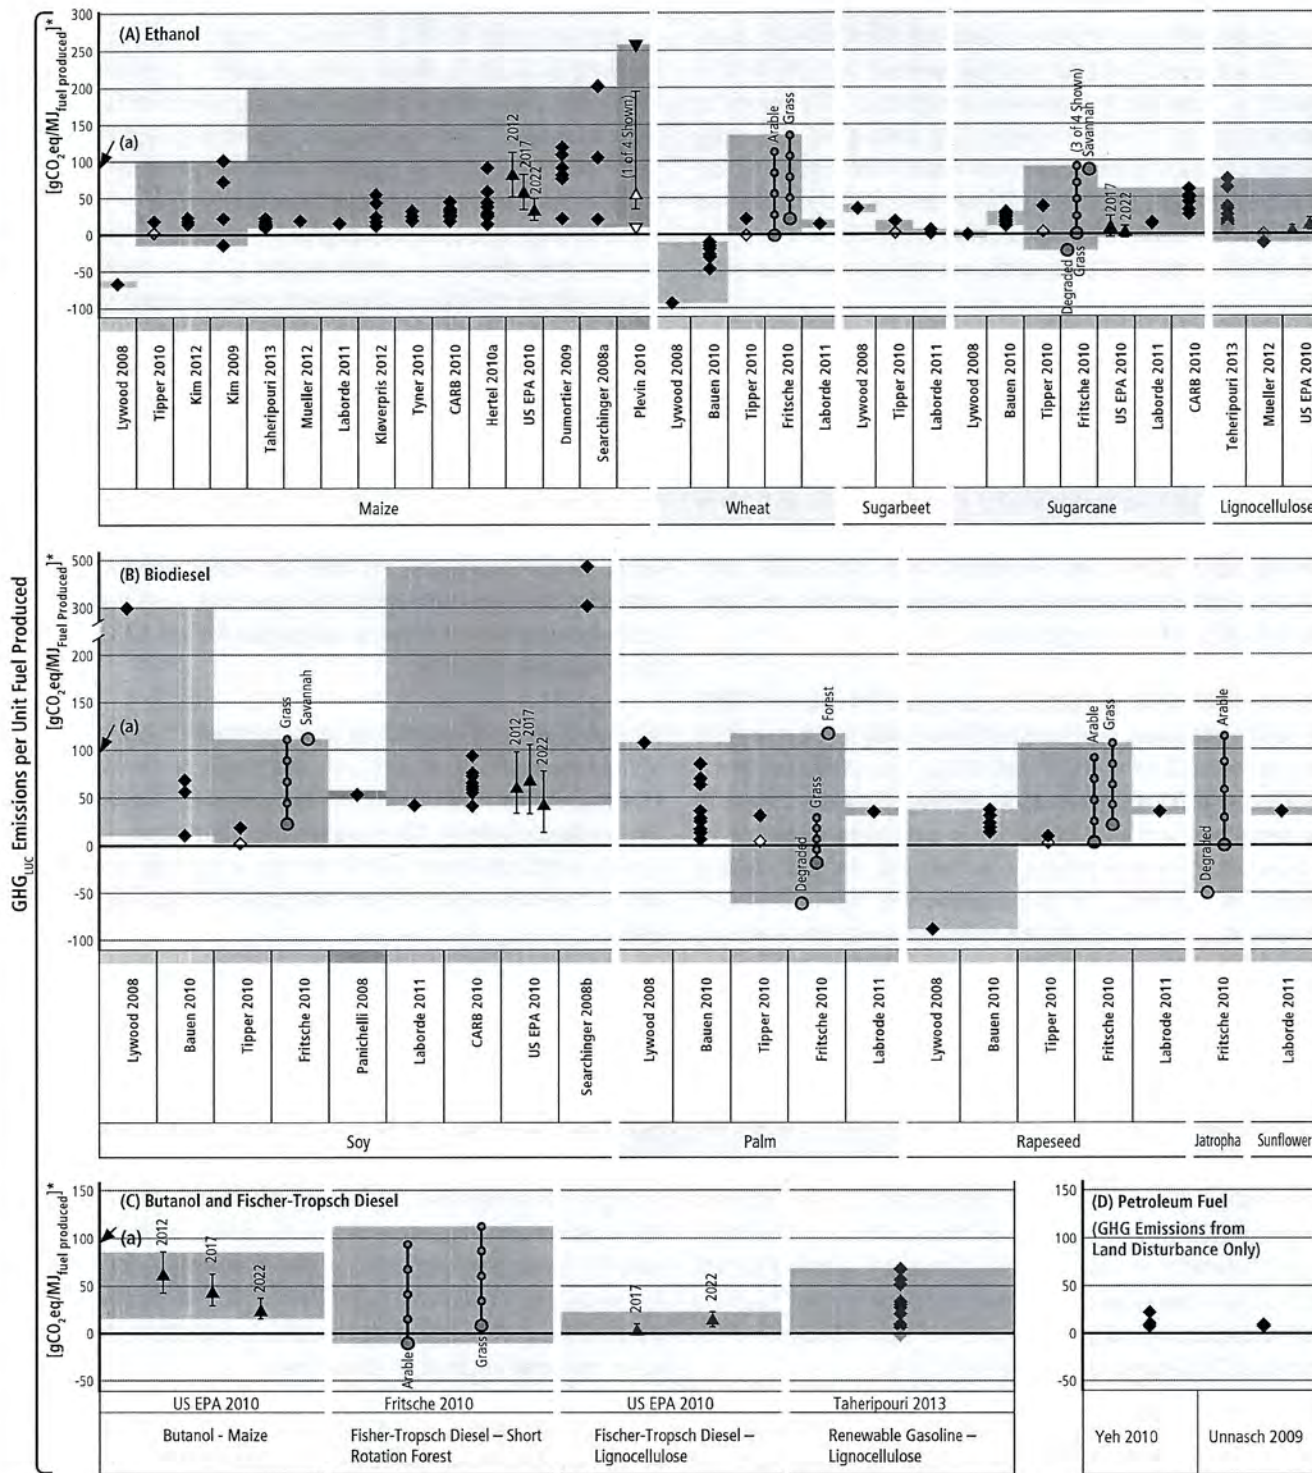 GHG_LUC Emissions per Unit Fuel Produced
[gCO₂eq/MJ_fuel produced]*
(A) Ethanol
(a)
300
250
200
150
100
50
0
-50
-100
2012
2017
2022
(1 of 4 Shown)
Arable
Grass
(3 of 4 Shown)
Savannah
Degraded
Grass
2017
2022
Lywood 2008
Tipper 2010
Kim 2012
Kim 2009
Taheripouri 2013
Mueller 2012
Laborde 2011
Kløverpris 2012
Tyner 2010
CARB 2010
Hertel 2010a
US EPA 2010
Dumortier 2009
Searchinger 2008a
Plevin 2010
Lywood 2008
Bauen 2010
Tipper 2010
Fritsche 2010
Laborde 2011
Lywood 2008
Tipper 2010
Laborde 2011
Lywood 2008
Bauen 2010
Tipper 2010
Fritsche 2010
US EPA 2010
Laborde 2011
CARB 2010
Teheripouri 2013
Mueller 2012
US EPA 2010
Maize
Wheat
Sugarbeet
Sugarcane
Lignocellulose
[gCO₂eq/MJ_Fuel Produced]*
(B) Biodiesel
(a)
500
300
200
150
100
50
0
-50
-100
Grass
Savannah
2012
2017
2022
Degraded
Grass
Forest
Arable
Grass
Degraded
Arable
Lywood 2008
Bauen 2010
Tipper 2010
Fritsche 2010
Panichelli 2008
Laborde 2011
CARB 2010
US EPA 2010
Searchinger 2008b
Lywood 2008
Bauen 2010
Tipper 2010
Fritsche 2010
Labrode 2011
Lywood 2008
Bauen 2010
Tipper 2010
Fritsche 2010
Labrode 2011
Fritsche 2010
Laborde 2011
Soy
Palm
Rapeseed
Jatropha
Sunflower
[gCO₂eq/MJ_fuel produced]*
(C) Butanol and Fischer-Tropsch Diesel
(a)
150
100
50
0
-50
2012
2017
2022
Arable
Grass
2017
2022
US EPA 2010
Fritsche 2010
US EPA 2010
Taheripouri 2013
Butanol - Maize
Fisher-Tropsch Diesel – Short
Rotation Forest
Fischer-Tropsch Diesel –
Lignocellulose
Renewable Gasoline –
Lignocellulose
(D) Petroleum Fuel
(GHG Emissions from
Land Disturbance Only)
150
100
50
0
-50
Yeh 2010
Unnasch 2009